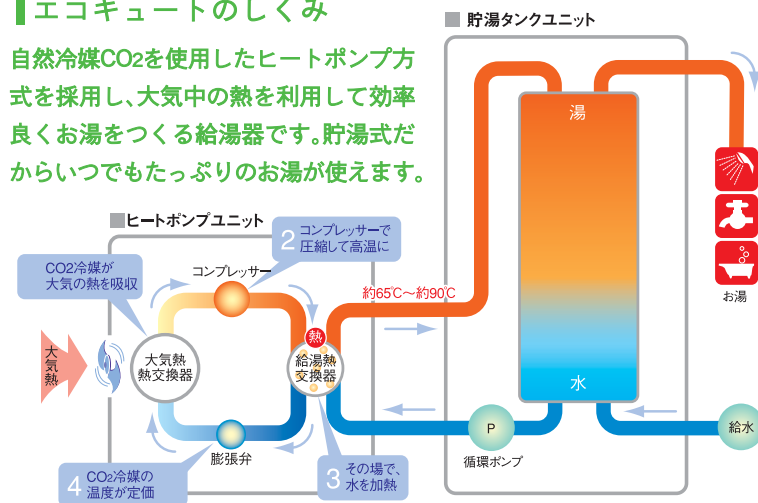 エコキュートのしくみ
自然冷媒CO2を使用したヒートポンプ方
式を採用し、大気中の熱を利用して効率
良くお湯をつくる給湯器です。貯湯式だ
からいつでもたっぷりのお湯が使えます。
貯湯タンクユニット
湯
水
お湯
給水
P
循環ポンプ
約65℃〜約90℃
ヒートポンプユニット
CO2冷媒が
大気の熱を吸収
2 コンプレッサーで
圧縮して高温に
コンプレッサー
大気熱
大気熱
熱交換器
熱
給湯熱
交換器
膨張弁
3 その場で、
水を加熱
4 CO2冷媒の
温度が定価